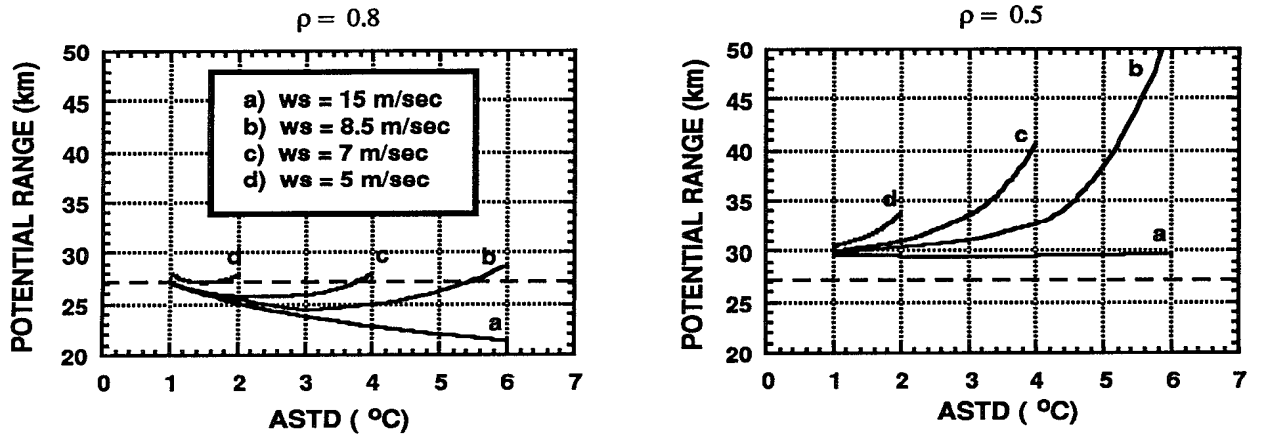 ρ = 0.8
POTENTIAL RANGE (km)
50
45
40
35
30
25
20
a) ws = 15 m/sec
b) ws = 8.5 m/sec
c) ws = 7 m/sec
d) ws = 5 m/sec
d
c
b
a
0 1 2 3 4 5 6 7
ASTD ( °C)
ρ = 0.5
POTENTIAL RANGE (km)
50
45
40
35
30
25
20
b
c
d
a
0 1 2 3 4 5 6 7
ASTD ( °C)